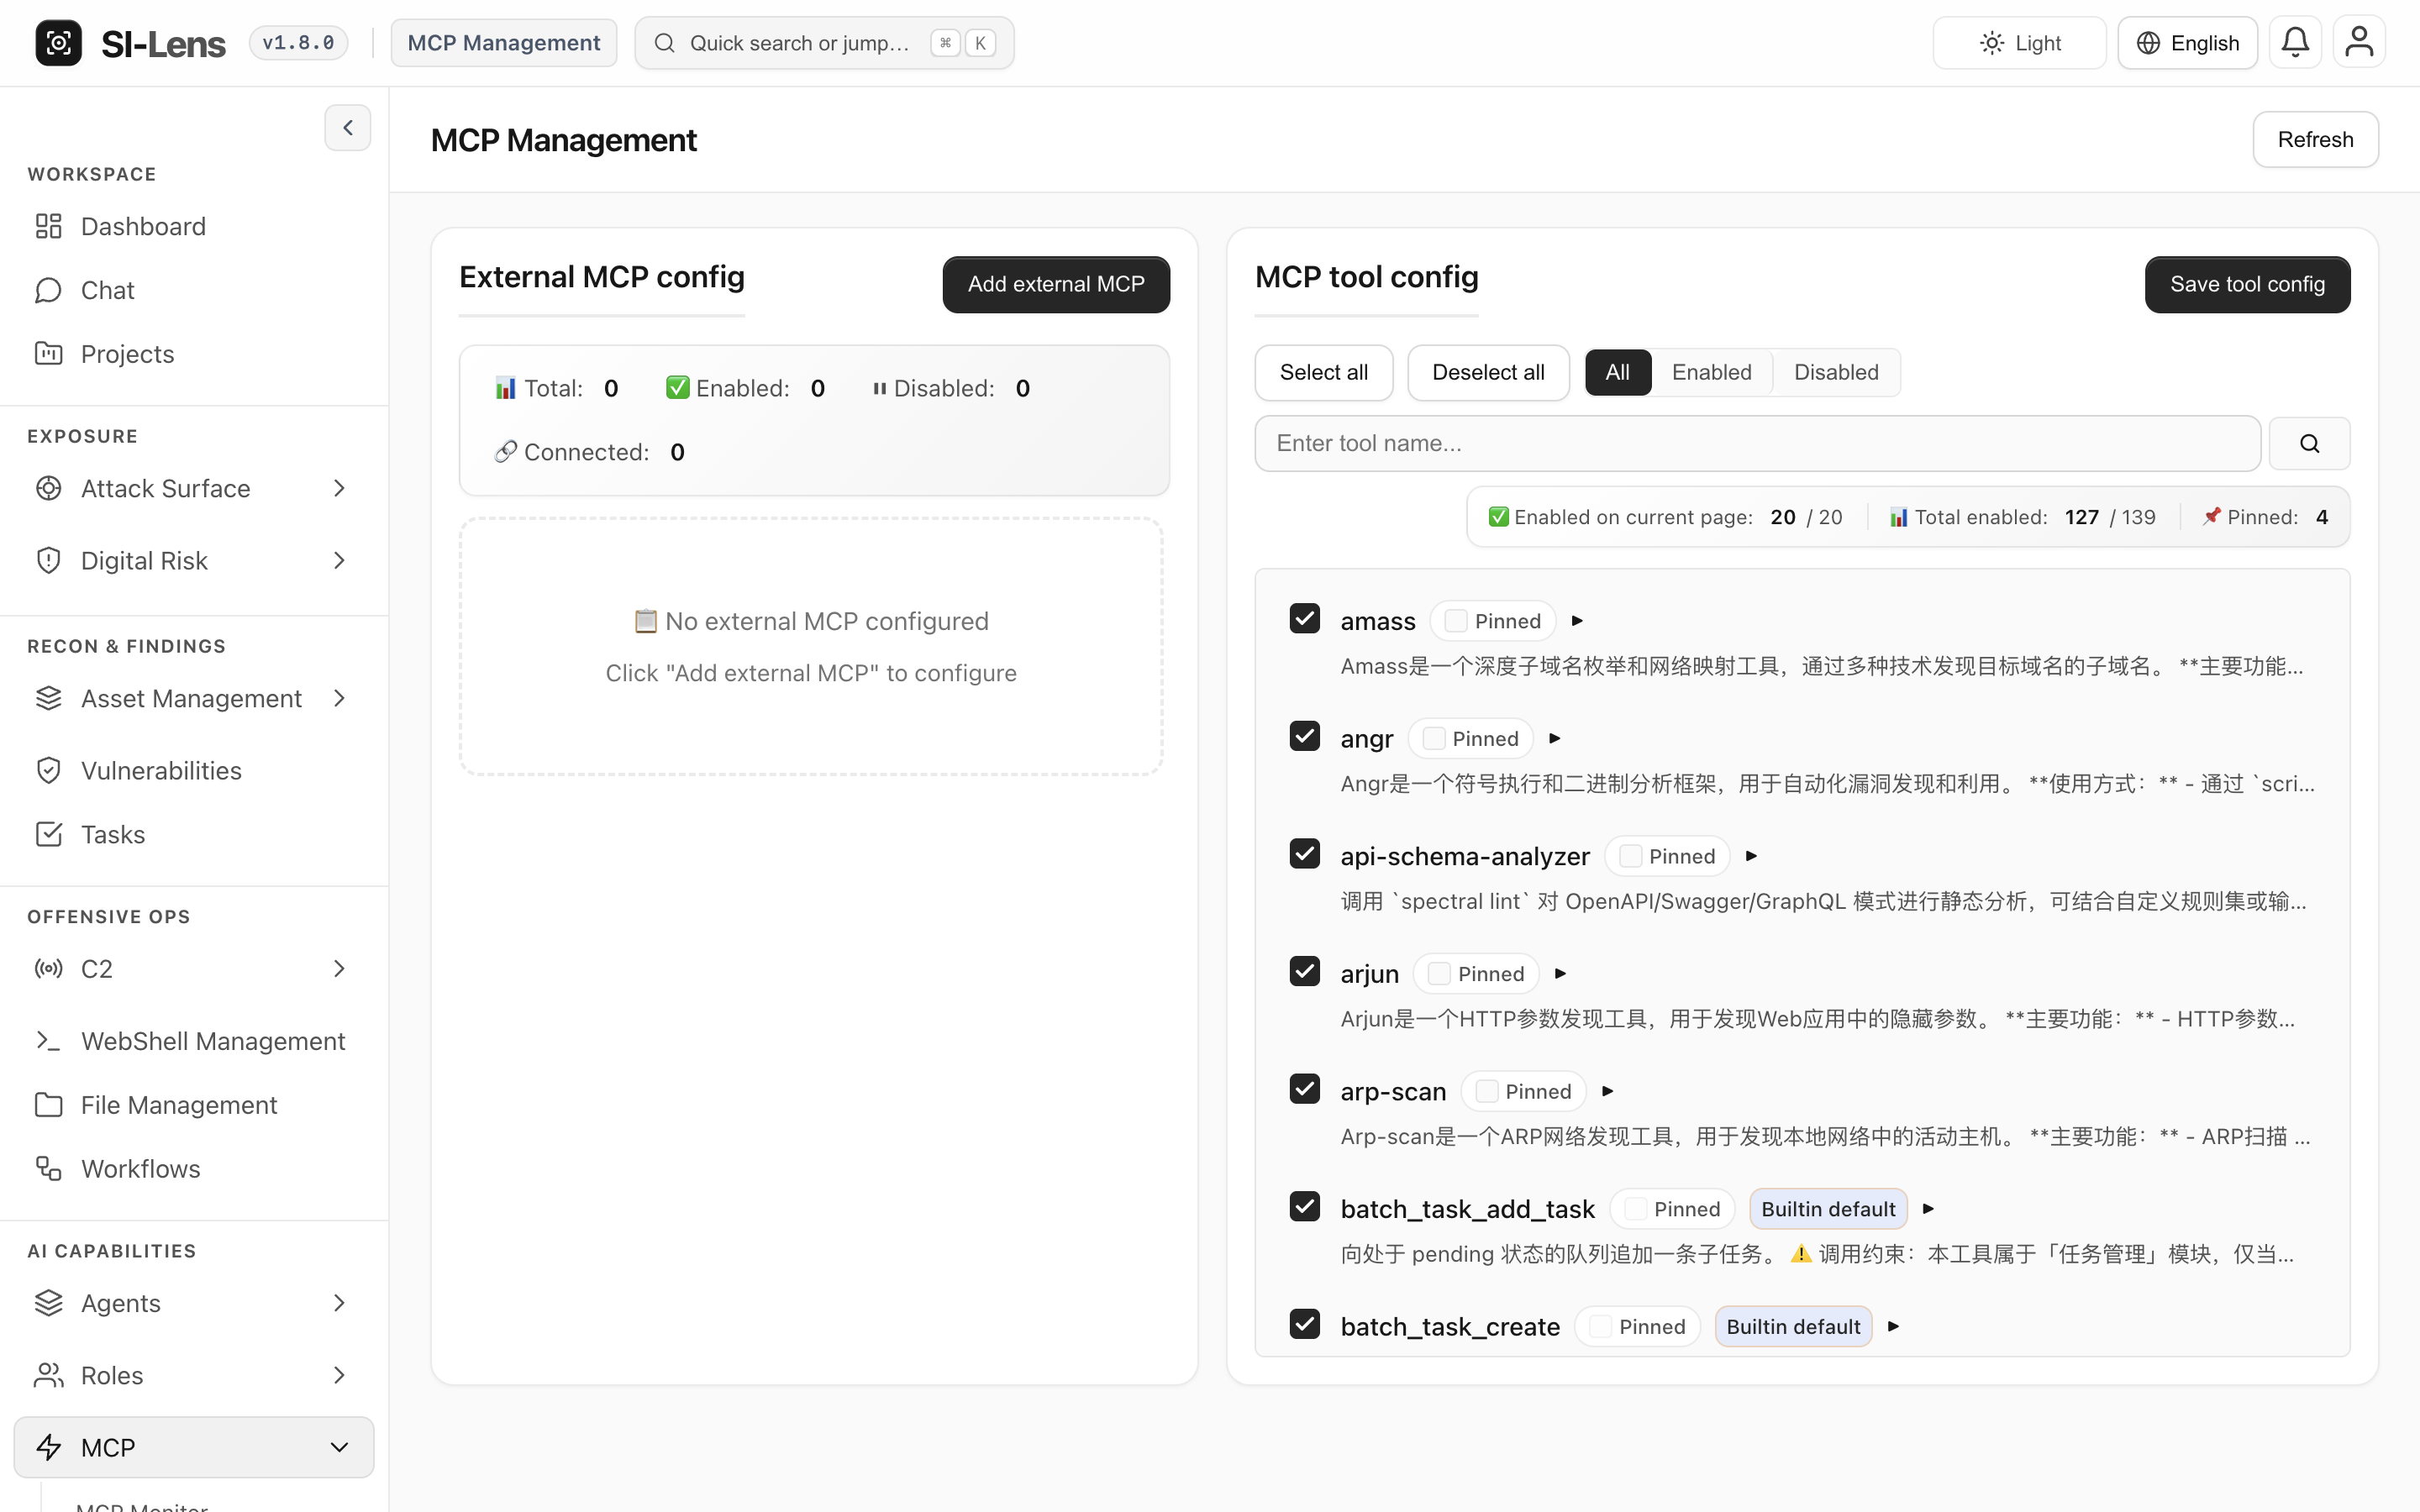 SI-Lens v1.8.0 MCP Management Quick search or jump... ⌘ K Light English
MCP Management Refresh
WORKSPACE
Dashboard
Chat
Projects
EXPOSURE
Attack Surface
Digital Risk
RECON & FINDINGS
Asset Management
Vulnerabilities
Tasks
OFFENSIVE OPS
C2
WebShell Management
File Management
Workflows
AI CAPABILITIES
Agents
Roles
MCP
MCP Monitor
External MCP config Add external MCP
📊 Total: 0 ✅ Enabled: 0 ⏸ Disabled: 0
🔗 Connected: 0
📋 No external MCP configured
Click "Add external MCP" to configure
MCP tool config Save tool config
Select all Deselect all All Enabled Disabled
Enter tool name...
✅ Enabled on current page: 20 / 20 📊 Total enabled: 127 / 139 📌 Pinned: 4
amass Pinned ▶
Amass是一个深度子域名枚举和网络映射工具，通过多种技术发现目标域名的子域名。 **主要功能...
angr Pinned ▶
Angr是一个符号执行和二进制分析框架，用于自动化漏洞发现和利用。 **使用方式：** - 通过 `scri...
api-schema-analyzer Pinned ▶
调用 `spectral lint` 对 OpenAPI/Swagger/GraphQL 模式进行静态分析，可结合自定义规则集或输...
arjun Pinned ▶
Arjun是一个HTTP参数发现工具，用于发现Web应用中的隐藏参数。 **主要功能：** - HTTP参数...
arp-scan Pinned ▶
Arp-scan是一个ARP网络发现工具，用于发现本地网络中的活动主机。 **主要功能：** - ARP扫描 ...
batch_task_add_task Pinned Builtin default ▶
向处于 pending 状态的队列追加一条子任务。 ⚠️ 调用约束：本工具属于「任务管理」模块，仅当...
batch_task_create Pinned Builtin default ▶